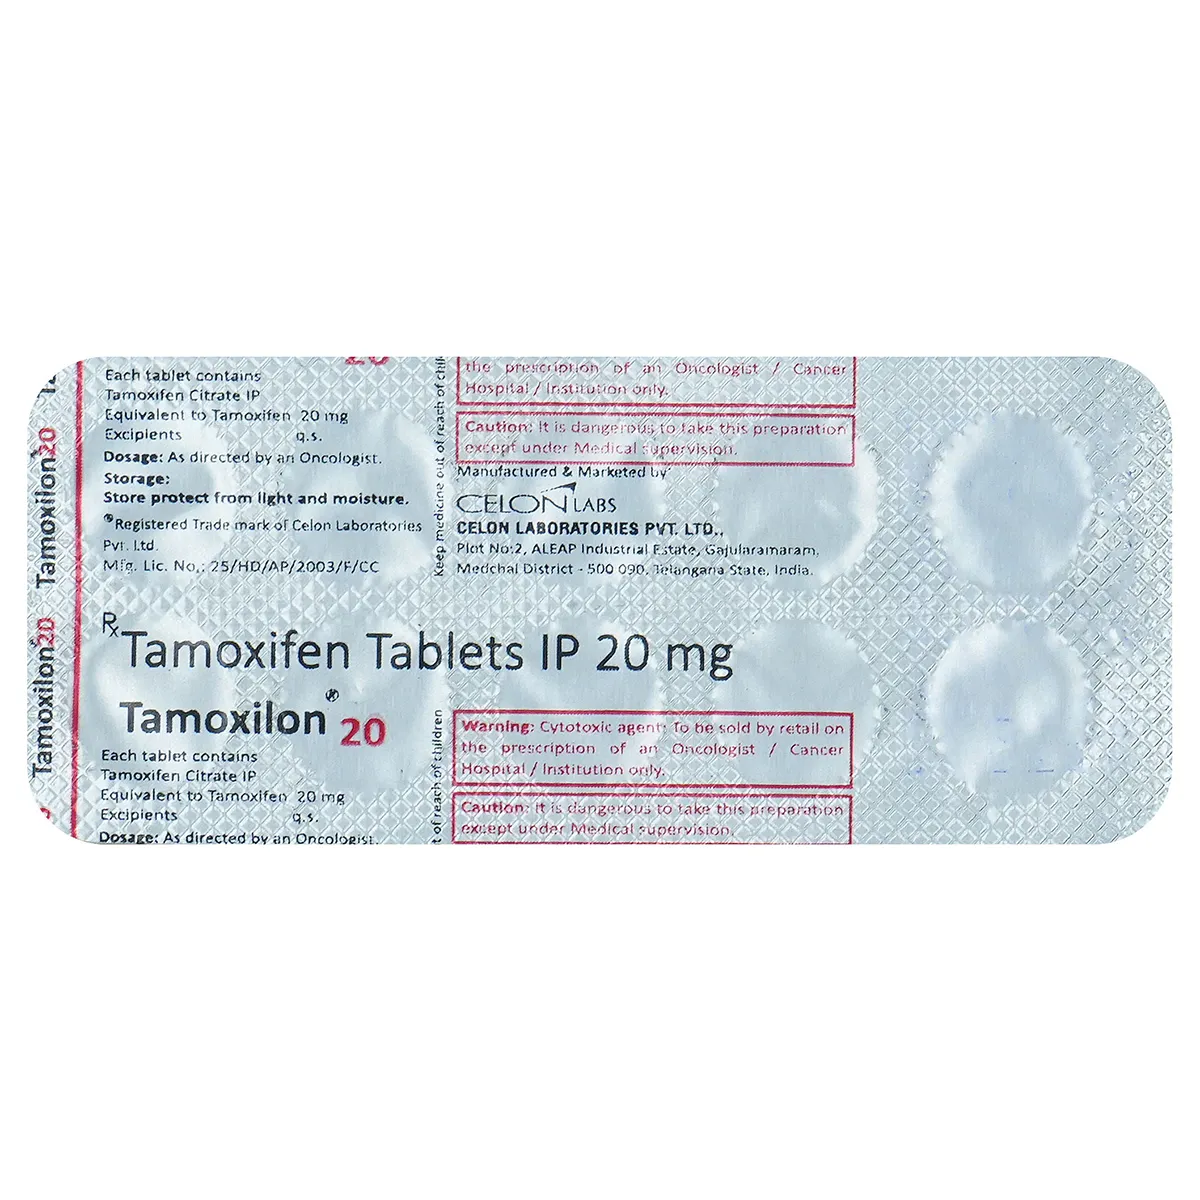 20
Each tablet contains
Tamoxifen Citrate IP
Equivalent to Tamoxifen 20 mg
Excipients q.s.
Dosage: As directed by an Oncologist.
Storage:
Store protect from light and moisture.
®Registered Trade mark of Celon Laboratories
Pvt. Ltd.
Mfg. Lic. No.: 25/HD/AP/2003/F/CC
Keep medicine out of reach of
the prescription of an Oncologist / Cancer
Hospital / Institution only.
Caution: It is dangerous to take this preparation
except under Medical supervision.
Manufactured & Marketed by
CELON LABS
CELON LABORATORIES PVT. LTD.,
Plot No:2, ALEAP Industrial Estate, Gajularamaram,
Medchal District - 500 090, Telangana State, India.
Tamoxilon 20
Tamoxilon 20
Rx
Tamoxifen Tablets IP 20 mg
Tamoxilon® 20
Each tablet contains
Tamoxifen Citrate IP
Equivalent to Tamoxifen 20 mg
Excipients q.s.
Dosage: As directed by an Oncologist.
of reach of children
Warning: Cytotoxic agent: To be sold by retail on
the prescription of an Oncologist / Cancer
Hospital / Institution only.
Caution: It is dangerous to take this preparation
except under Medical supervision.